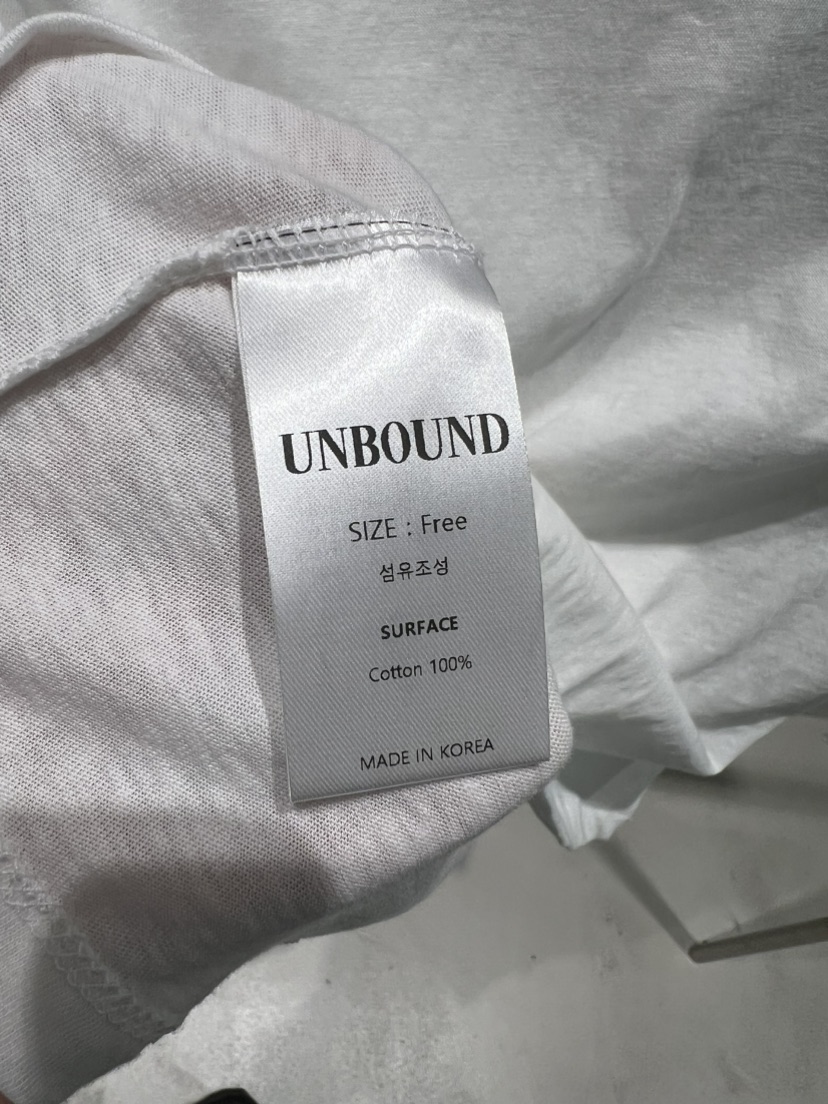 UNBOUND
SIZE : Free
섬유조성
SURFACE
Cotton 100%
MADE IN KOREA